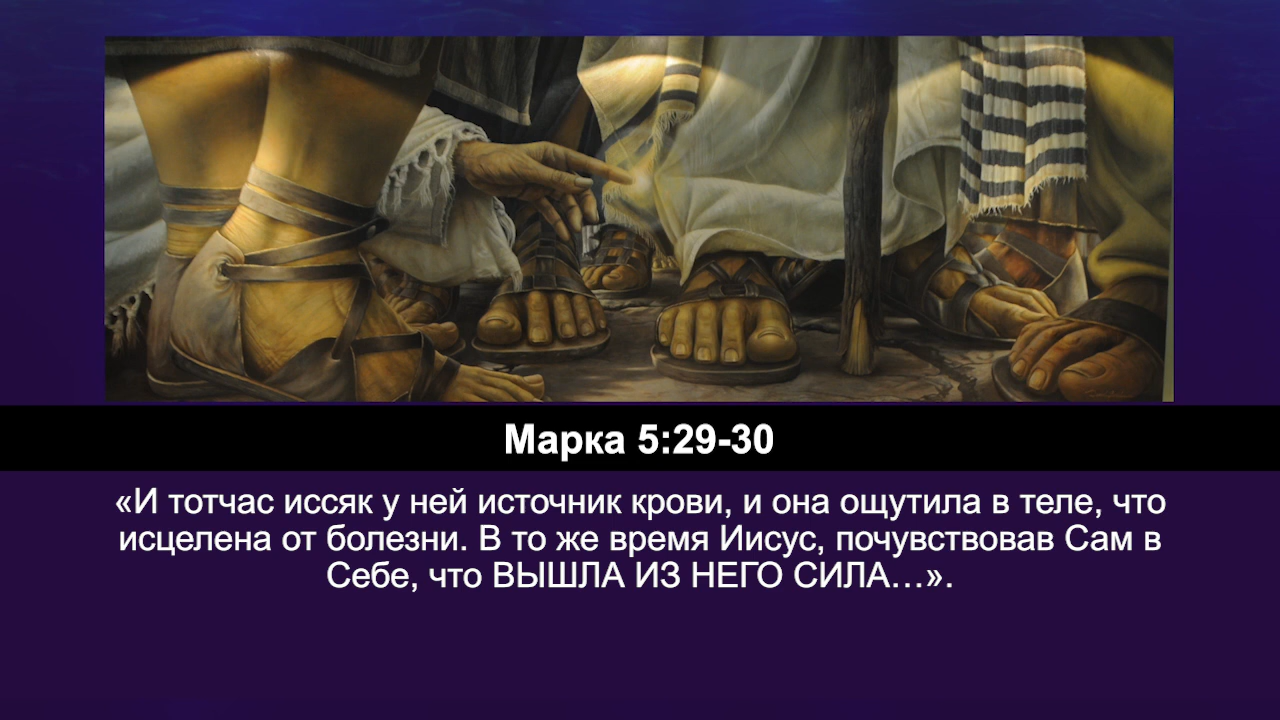 Марка 5:29-30
«И тотчас иссяк у ней источник крови, и она ощутила в теле, что
исцелена от болезни. В то же время Иисус, почувствовав Сам в
Себе, что ВЫШЛА ИЗ НЕГО СИЛА…».